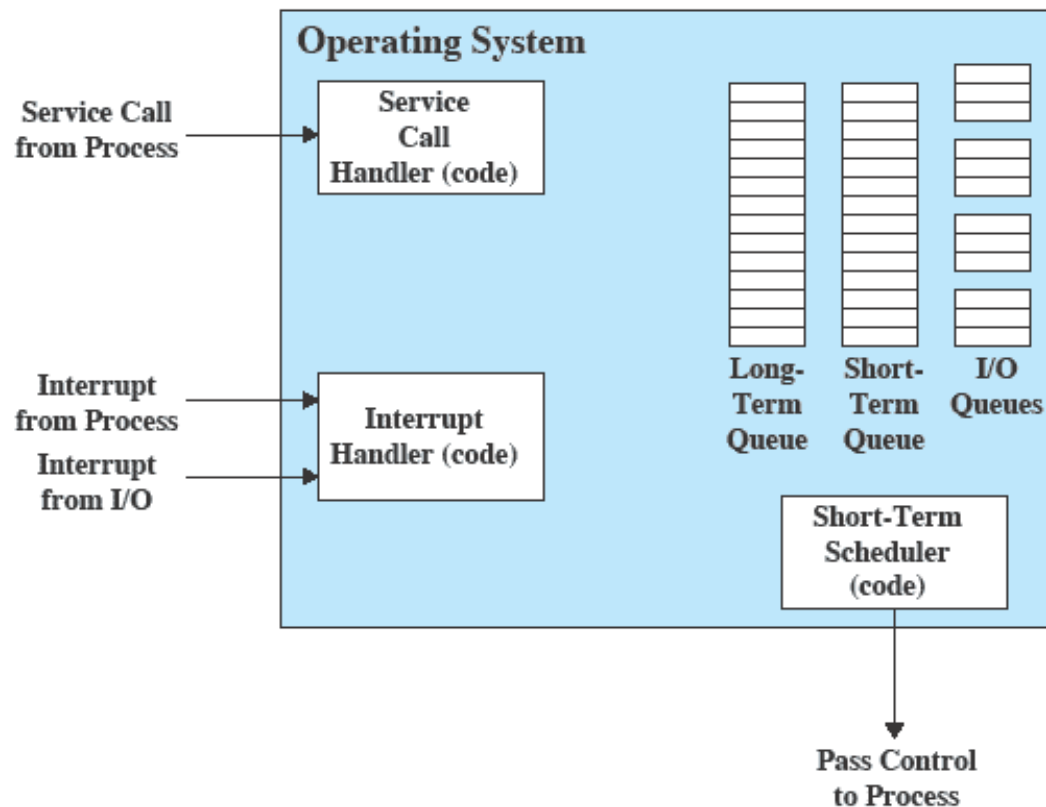 Operating System
Service Call
from Process
Service
Call
Handler (code)
Interrupt
from Process
Interrupt
from I/O
Interrupt
Handler (code)
Long-
Term
Queue
Short-
Term
Queue
I/O
Queues
Short-Term
Scheduler
(code)
Pass Control
to Process